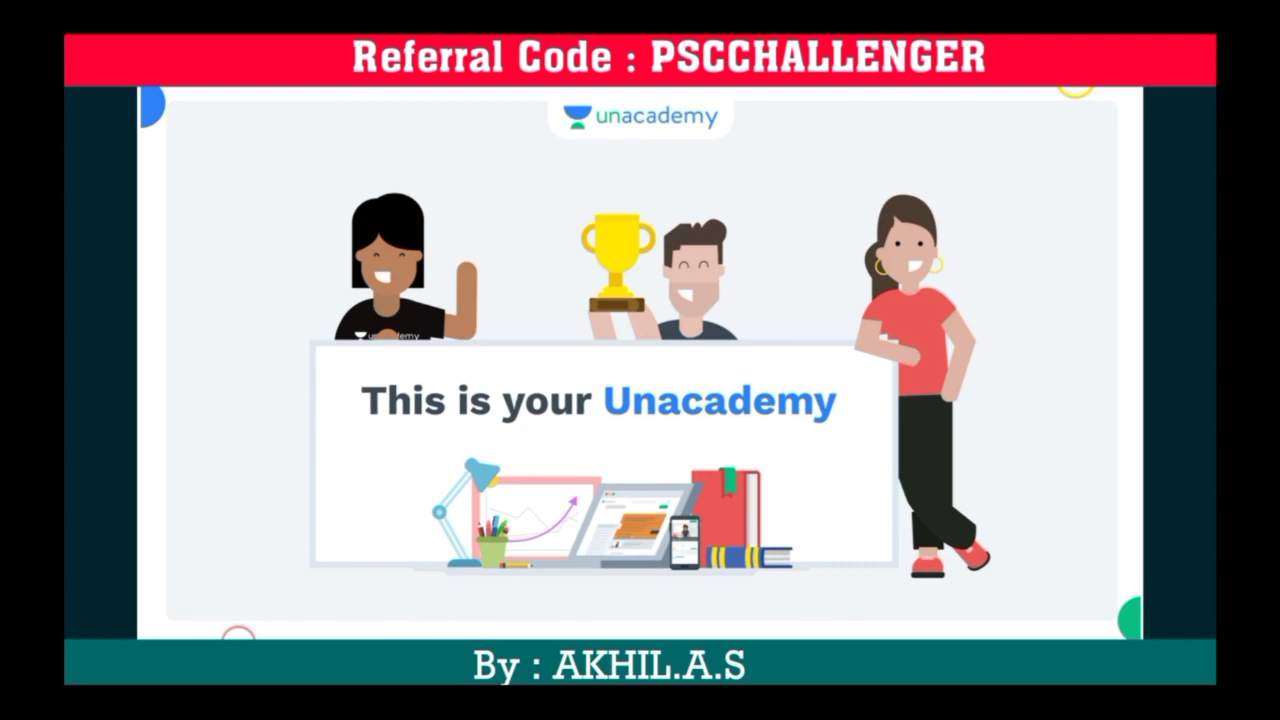 Referral Code : PSCCHALLENGER
unacademy
This is your Unacademy
By : AKHIL.A.S